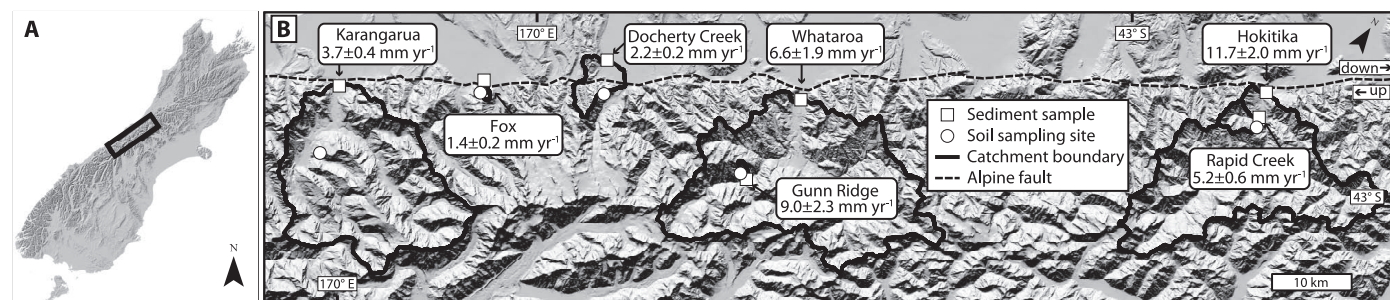 A
N
B
170° E
Karangarua
3.7±0.4 mm yr⁻¹
Docherty Creek
2.2±0.2 mm yr⁻¹
Whataroa
6.6±1.9 mm yr⁻¹
43° S
Hokitika
11.7±2.0 mm yr⁻¹
N
down→
←up
Fox
1.4±0.2 mm yr⁻¹
Sediment sample
Soil sampling site
Catchment boundary
Alpine fault
Gunn Ridge
9.0±2.3 mm yr⁻¹
Rapid Creek
5.2±0.6 mm yr⁻¹
43° S
170° E
10 km